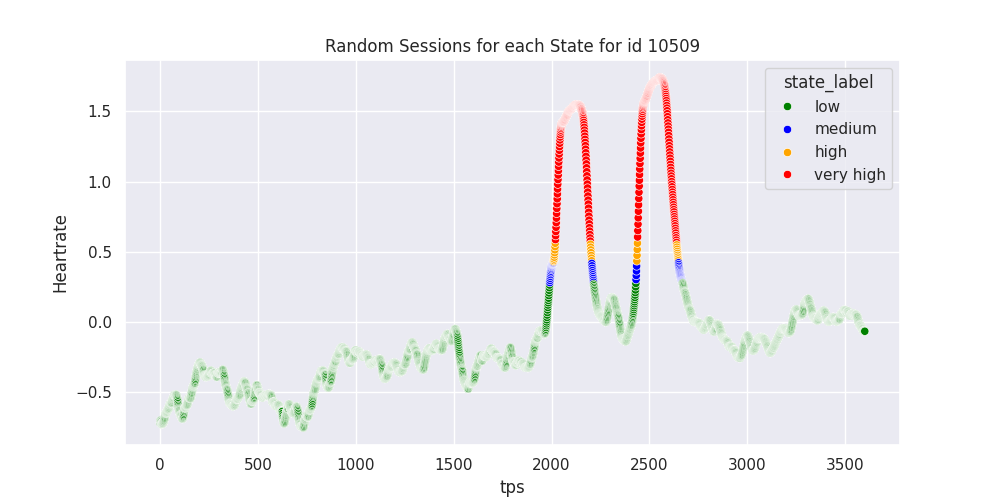 Random Sessions for each State for id 10509
Heartrate
1.5
1.0
0.5
0.0
−0.5
0 500 1000 1500 2000 2500 3000 3500
tps
state_label
low
medium
high
very high